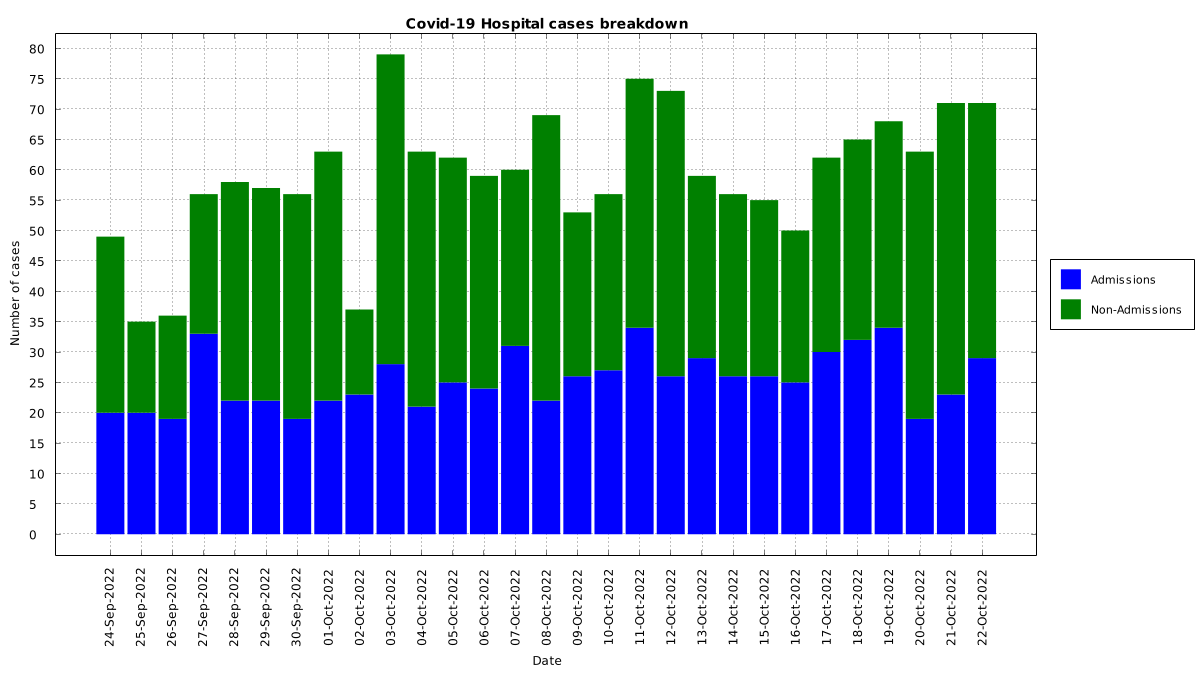 Covid-19 Hospital cases breakdown
80
75
70
65
60
55
50
45
40
35
30
25
20
15
10
5
0
Number of cases
24-Sep-2022
25-Sep-2022
26-Sep-2022
27-Sep-2022
28-Sep-2022
29-Sep-2022
30-Sep-2022
01-Oct-2022
02-Oct-2022
03-Oct-2022
04-Oct-2022
05-Oct-2022
06-Oct-2022
07-Oct-2022
08-Oct-2022
09-Oct-2022
10-Oct-2022
11-Oct-2022
12-Oct-2022
13-Oct-2022
14-Oct-2022
15-Oct-2022
16-Oct-2022
17-Oct-2022
18-Oct-2022
19-Oct-2022
20-Oct-2022
21-Oct-2022
22-Oct-2022
Date
Admissions
Non-Admissions